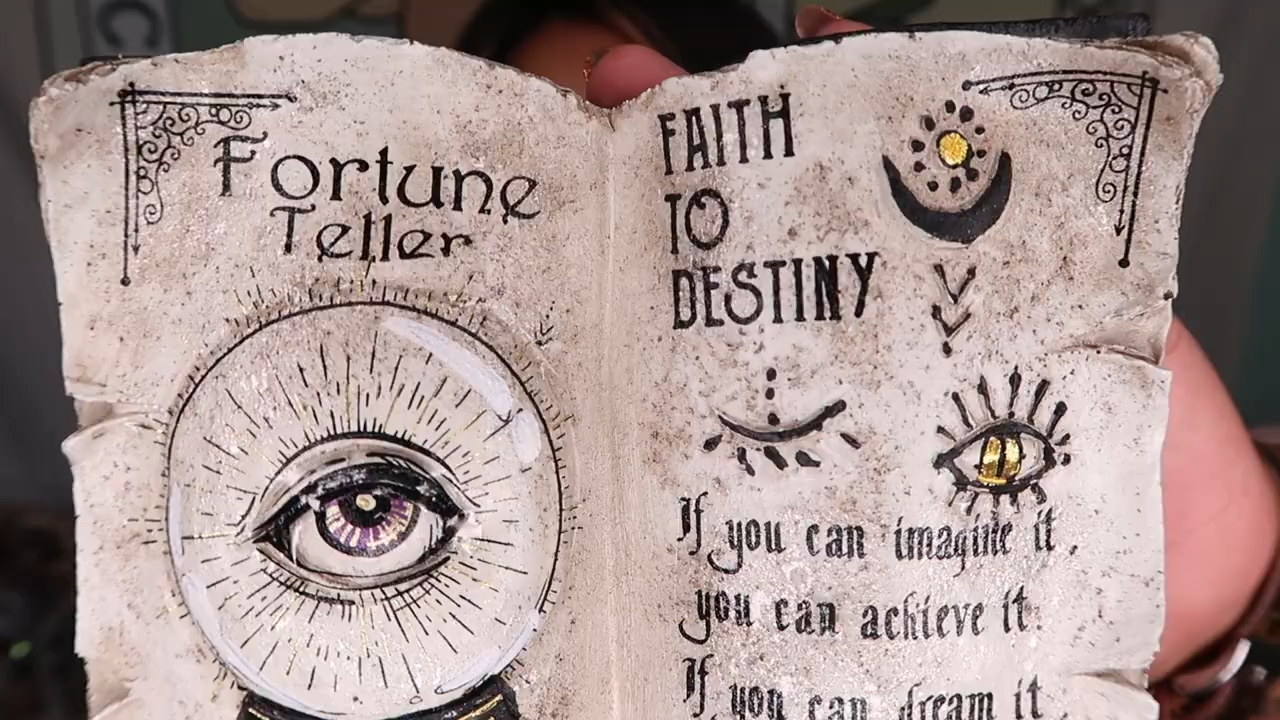 Fortune
Teller
FAITH
TO
DESTINY
If you can imagine it,
you can achieve it.
If you can dream it